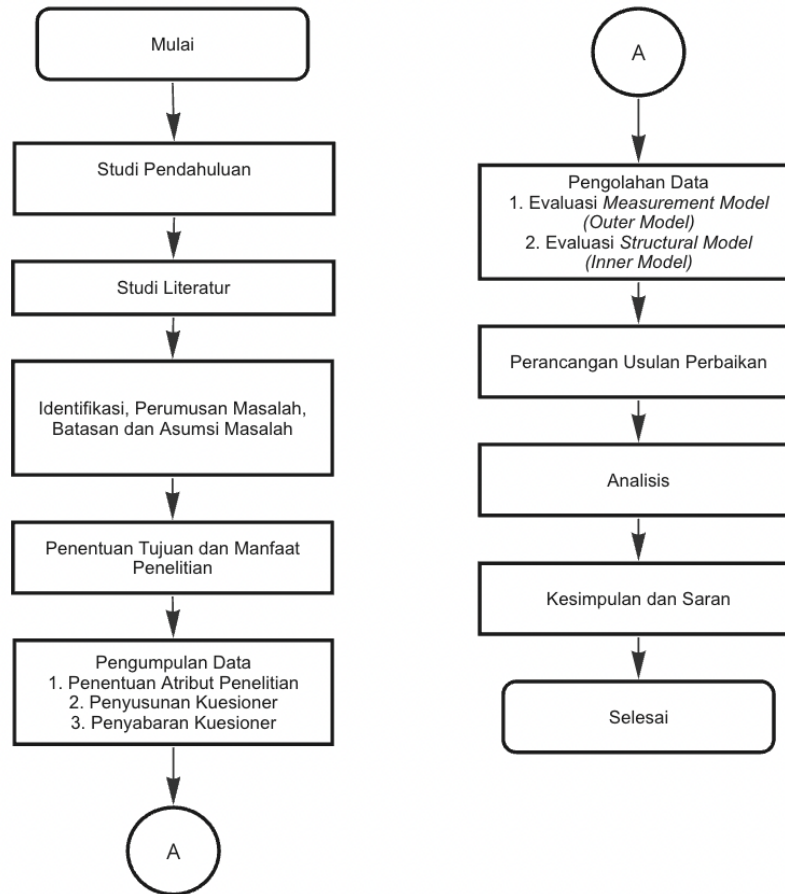 Mulai
Studi Pendahuluan
Studi Literatur
Identifikasi, Perumusan Masalah,
Batasan dan Asumsi Masalah
Penentuan Tujuan dan Manfaat
Penelitian
Pengumpulan Data
1. Penentuan Atribut Penelitian
2. Penyusunan Kuesioner
3. Penyabaran Kuesioner
A
A
Pengolahan Data
1. Evaluasi Measurement Model
(Outer Model)
2. Evaluasi Structural Model
(Inner Model)
Perancangan Usulan Perbaikan
Analisis
Kesimpulan dan Saran
Selesai